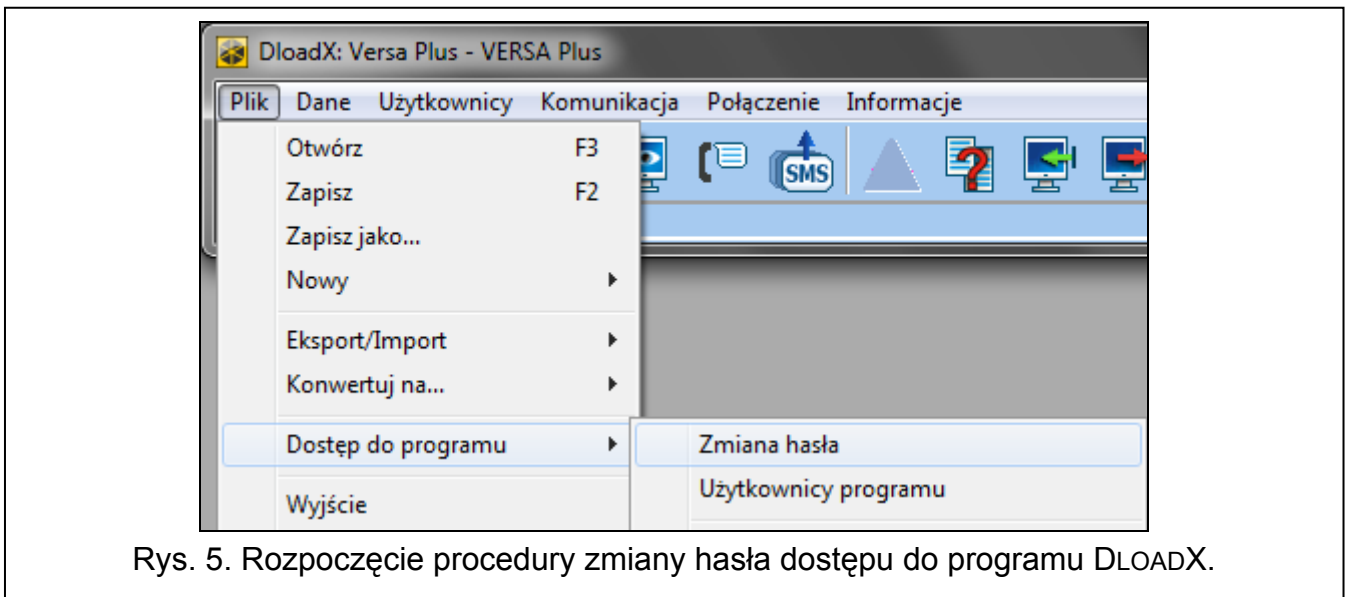 DloadX: Versa Plus - VERSA Plus
Plik Dane Użytkownicy Komunikacja Połączenie Informacje
Otwórz F3
SMS
Zapisz F2
Zapisz jako...
Nowy
Eksport/Import
Konwertuj na...
Dostęp do programu
Zmiana hasła
Użytkownicy programu
Wyjście
Rys. 5. Rozpoczęcie procedury zmiany hasła dostępu do programu DLOADX.